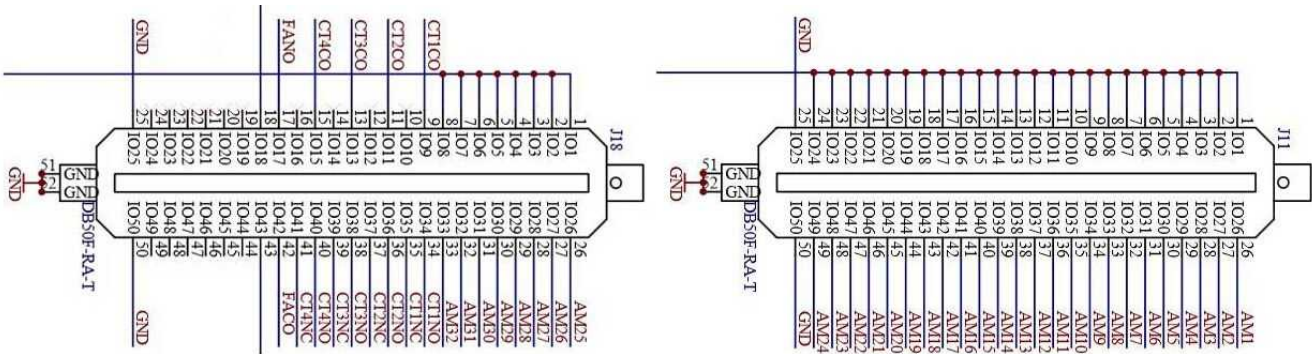 GND FANO CT4CO CT3CO CT2CO CT1CO
25 24 23 22 21 20 19 18 17 16 15 14 13 12 11 10 9 8 7 6 5 4 3 2 1
IO25 IO24 IO23 IO22 IO21 IO20 IO19 IO18 IO17 IO16 IO15 IO14 IO13 IO12 IO11 IO10 IO9 IO8 IO7 IO6 IO5 IO4 IO3 IO2 IO1
J18
GND 51 GND
52 GND
DB50F-RA-T
IO50 IO49 IO48 IO47 IO46 IO45 IO44 IO43 IO42 IO41 IO40 IO39 IO38 IO37 IO36 IO35 IO34 IO33 IO32 IO31 IO30 IO29 IO28 IO27 IO26
50 49 48 47 46 45 44 43 42 41 40 39 38 37 36 35 34 33 32 31 30 29 28 27 26
GND FACO CT4NC CT4NO CT3NC CT3NO CT2NC CT2NO CT1NC CT1NO AM32 AM31 AM30 AM29 AM28 AM27 AM26 AM25
GND
25 24 23 22 21 20 19 18 17 16 15 14 13 12 11 10 9 8 7 6 5 4 3 2 1
IO25 IO24 IO23 IO22 IO21 IO20 IO19 IO18 IO17 IO16 IO15 IO14 IO13 IO12 IO11 IO10 IO9 IO8 IO7 IO6 IO5 IO4 IO3 IO2 IO1
J11
GND 51 GND
52 GND
DB50F-RA-T
IO50 IO49 IO48 IO47 IO46 IO45 IO44 IO43 IO42 IO41 IO40 IO39 IO38 IO37 IO36 IO35 IO34 IO33 IO32 IO31 IO30 IO29 IO28 IO27 IO26
50 49 48 47 46 45 44 43 42 41 40 39 38 37 36 35 34 33 32 31 30 29 28 27 26
GND AM24 AM23 AM22 AM21 AM20 AM19 AM18 AM17 AM16 AM15 AM14 AM13 AM12 AM11 AM10 AM9 AM8 AM7 AM6 AM5 AM4 AM3 AM2 AM1